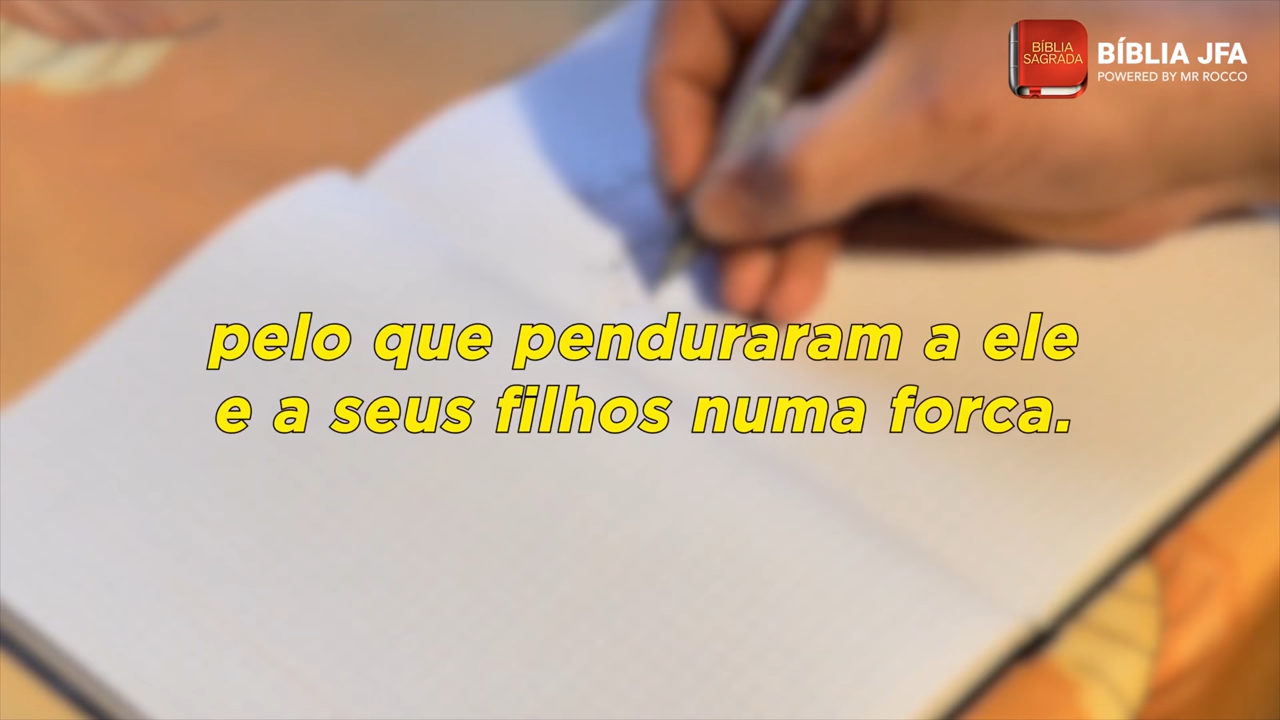 BÍBLIA
SAGRADA
BÍBLIA JFA
POWERED BY MR ROCCO
pelo que penduraram a ele
e a seus filhos numa forca.